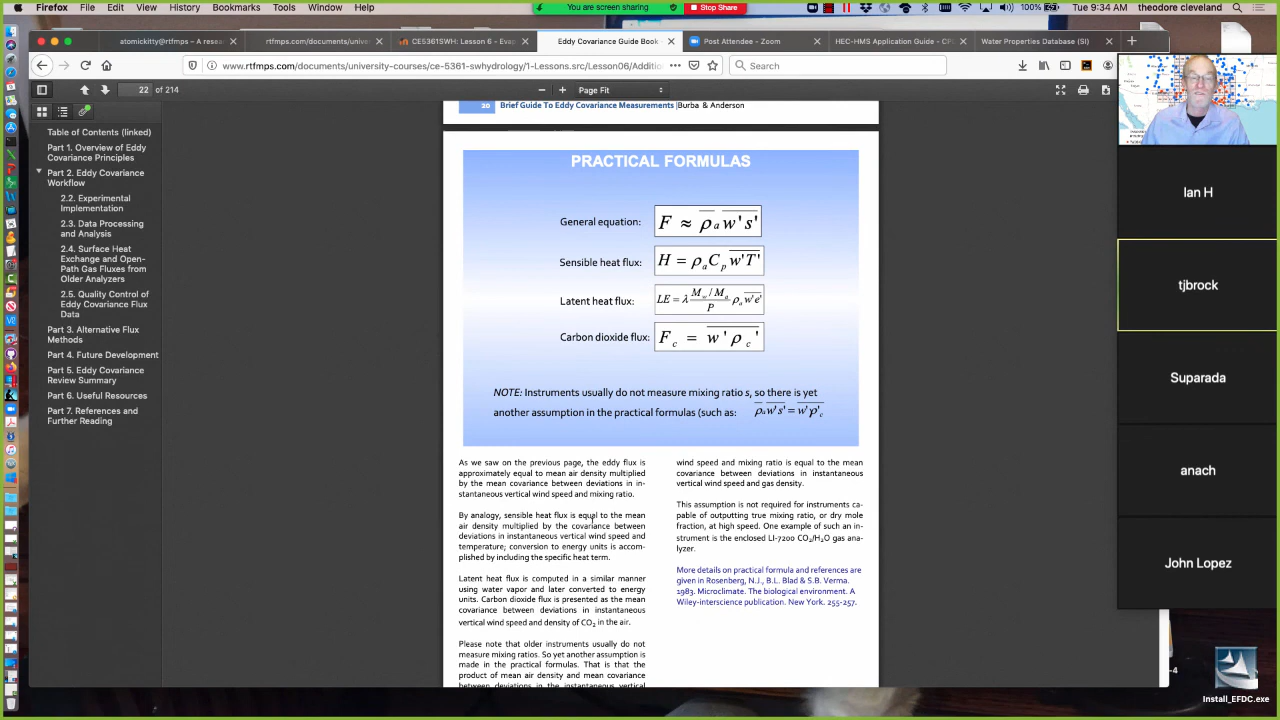 Firefox File Edit View History Bookmarks Tools Window Help
You are screen sharing Stop Share
100% Tue 9:34 AM theodore cleveland
atomickitty@rtfmps - A resea
rtfmps.com/documents/unive
CES361SWH: Lesson 6 - Evap
Eddy Covariance Guide Book
Post Attendee - Zoom
HEC-HMS Application Guide - CP
Water Properties Database (SI)
www.rtfmps.com/documents/university-courses/ce-5361-swhydrology/1-Lessons.src/Lesson06/Additio
Search
22 of 214
Page Fit
Table of Contents (linked)
Part 1. Overview of Eddy
Covariance Principles
Part 2. Eddy Covariance
Workflow
2.2. Experimental
Implementation
2.3. Data Processing
and Analysis
2.4. Surface Heat
Exchange and Open-
Path Gas Fluxes from
Older Analyzers
2.5. Quality Control of
Eddy Covariance Flux
Data
Part 3. Alternative Flux
Methods
Part 4. Future Development
Part 5. Eddy Covariance
Review Summary
Part 6. Useful Resources
Part 7. References and
Further Reading
20 Brief Guide To Eddy Covariance Measurements | Burba & Anderson
PRACTICAL FORMULAS
General equation: F ≈ ρ̅ₐ w's'
Sensible heat flux: H = ρₐCₚ w'T'
Latent heat flux: LE = λ (M_w / M_a)/P ρₐ w'e'
Carbon dioxide flux: F_c = w'ρ_c'
NOTE: Instruments usually do not measure mixing ratio s, so there is yet
another assumption in the practical formulas (such as: ρ̅ₐw's' = w'ρ'_c
As we saw on the previous page, the eddy flux is
approximately equal to mean air density multiplied
by the mean covariance between deviations in in-
stantaneous vertical wind speed and mixing ratio.
By analogy, sensible heat flux is equal to the mean
air density multiplied by the covariance between
deviations in instantaneous vertical wind speed and
temperature; conversion to energy units is accom-
plished by including the specific heat term.
Latent heat flux is computed in a similar manner
using water vapor and later converted to energy
units. Carbon dioxide flux is presented as the mean
covariance between deviations in instantaneous
vertical wind speed and density of CO₂ in the air.
Please note that older instruments usually do not
measure mixing ratios. So yet another assumption is
made in the practical formulas. That is that the
product of mean air density and mean covariance
between deviations in the instantaneous vertical
wind speed and mixing ratio is equal to the mean
covariance between deviations in instantaneous
vertical wind speed and gas density.
This assumption is not required for instruments ca-
pable of outputting true mixing ratio, or dry mole
fraction, at high speed. One example of such an in-
strument is the enclosed LI-7200 CO₂/H₂O gas ana-
lyzer.
More details on practical formula and references are
given in Rosenberg, N.J., B.L. Blad & S.B. Verma.
1983. Microclimate. The biological environment. A
Wiley-interscience publication. New York. 255-257.
Ian H
tjbrock
Suparada
anach
John Lopez
-4
Install_EFDC.exe